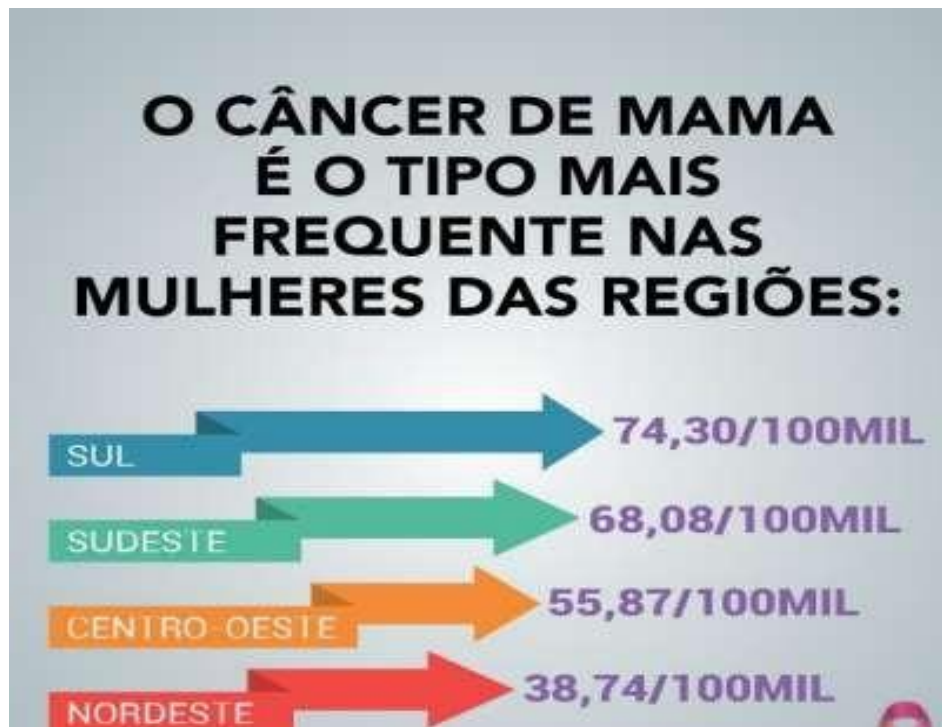 O CÂNCER DE MAMA
É O TIPO MAIS
FREQUENTE NAS
MULHERES DAS REGIÕES:
SUL 74,30/100MIL
SUDESTE 68,08/100MIL
CENTRO-OESTE 55,87/100MIL
NORDESTE 38,74/100MIL